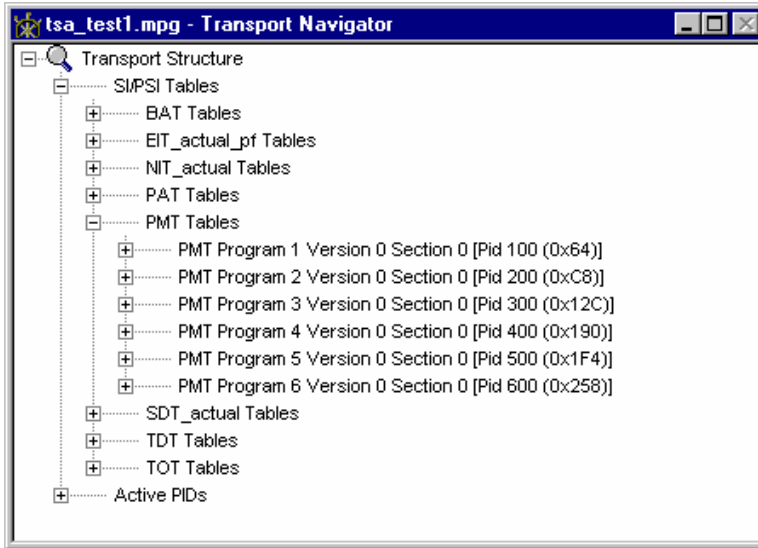 tsa_test1.mpg - Transport Navigator
Transport Structure
SI/PSI Tables
BAT Tables
EIT_actual_pf Tables
NIT_actual Tables
PAT Tables
PMT Tables
PMT Program 1 Version 0 Section 0 [Pid 100 (0x64)]
PMT Program 2 Version 0 Section 0 [Pid 200 (0xC8)]
PMT Program 3 Version 0 Section 0 [Pid 300 (0x12C)]
PMT Program 4 Version 0 Section 0 [Pid 400 (0x190)]
PMT Program 5 Version 0 Section 0 [Pid 500 (0x1F4)]
PMT Program 6 Version 0 Section 0 [Pid 600 (0x258)]
SDT_actual Tables
TDT Tables
TOT Tables
Active PIDs